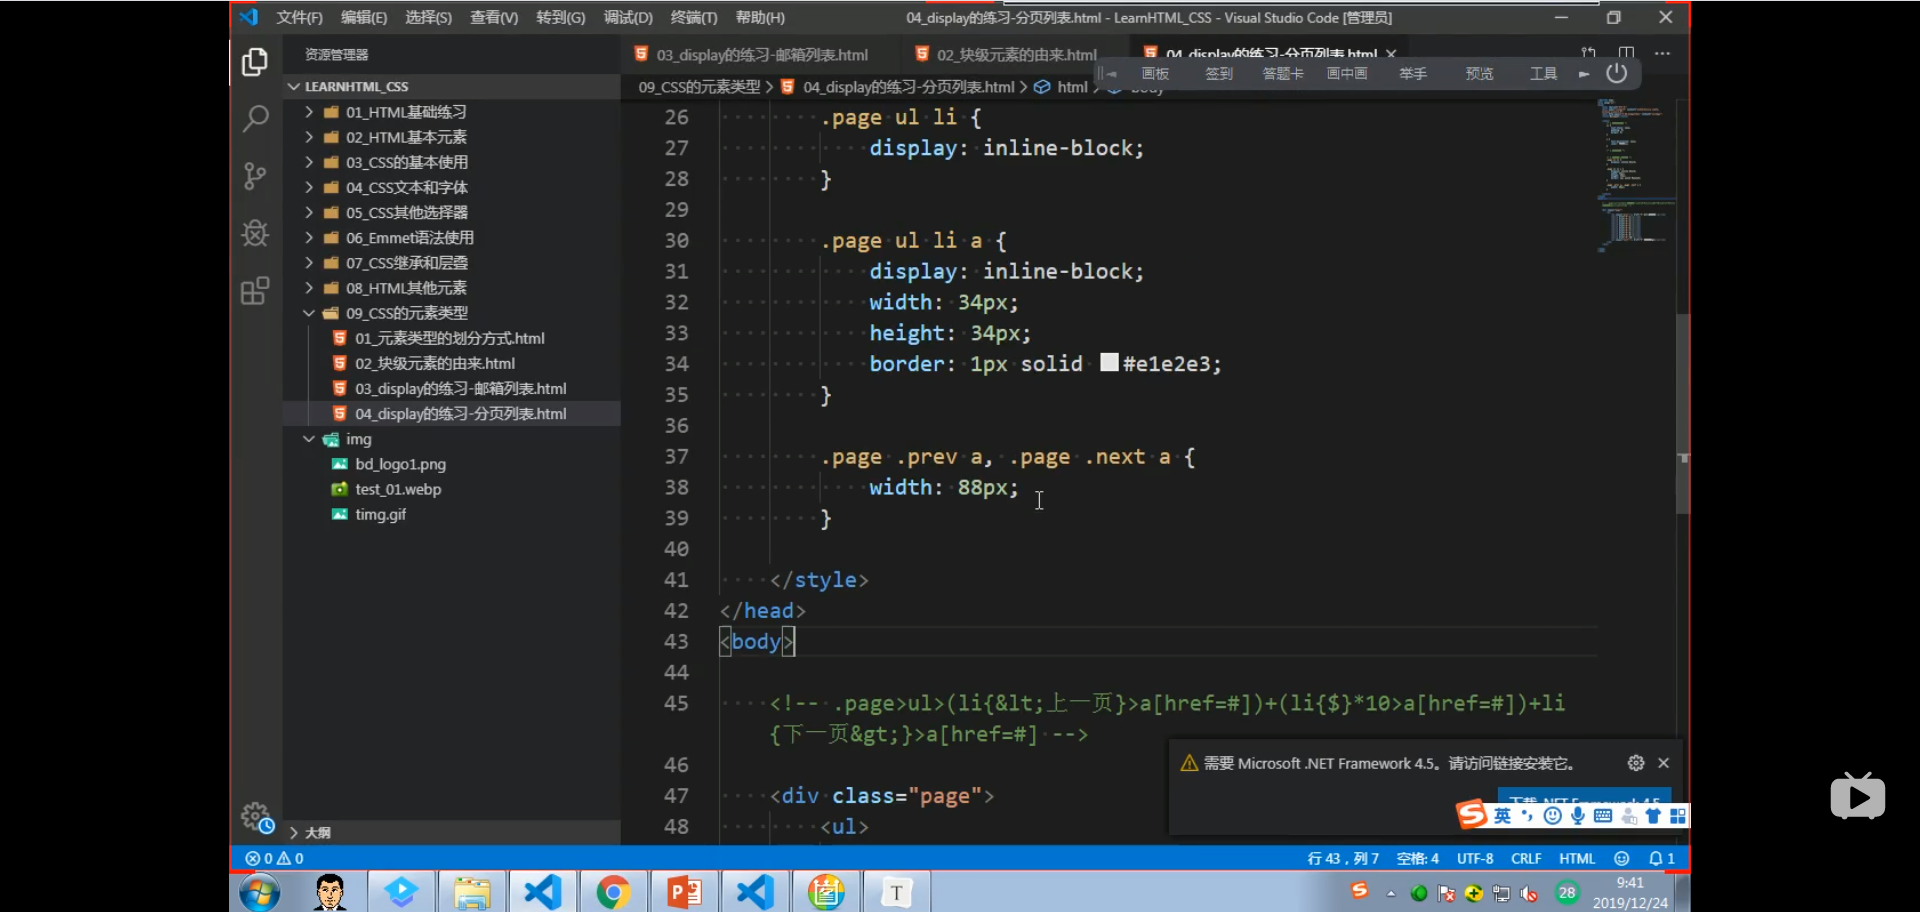 文件(F) 编辑(E) 选择(S) 查看(V) 转到(G) 调试(D) 终端(T) 帮助(H) 04_display的练习-分页列表.html - LearnHTML_CSS - Visual Studio Code [管理员]
资源管理器
03_display的练习-邮箱列表.html 02_块级元素的由来.html 04_display的练习-分页列表.html
画板 签到 答题卡 画中画 举手 预览 工具
09_CSS的元素类型 > 04_display的练习-分页列表.html > html > body
LEARNHTML_CSS
01_HTML基础练习
02_HTML基本元素
03_CSS的基本使用
04_CSS文本和字体
05_CSS其他选择器
06_Emmet语法使用
07_CSS继承和层叠
08_HTML其他元素
09_CSS的元素类型
01_元素类型的划分方式.html
02_块级元素的由来.html
03_display的练习-邮箱列表.html
04_display的练习-分页列表.html
img
bd_logo1.png
test_01.webp
timg.gif
大纲
26 .page ul li {
27 display: inline-block;
28 }
29
30 .page ul li a {
31 display: inline-block;
32 width: 34px;
33 height: 34px;
34 border: 1px solid #e1e2e3;
35 }
36
37 .page .prev a, .page .next a {
38 width: 88px;
39 }
40
41 </style>
42 </head>
43 <body>
44
45 <!-- .page>ul>(li{&lt;上一页}>a[href=#])+(li{$}*10>a[href=#])+li
{下一页&gt;}>a[href=#] -->
46
47 <div class="page">
48 <ul>
需要 Microsoft .NET Framework 4.5。请访问链接安装它。
下载 .NET Framework 4.5
英
0 0 行 43，列 7 空格: 4 UTF-8 CRLF HTML 1
28
9:41
2019/12/24